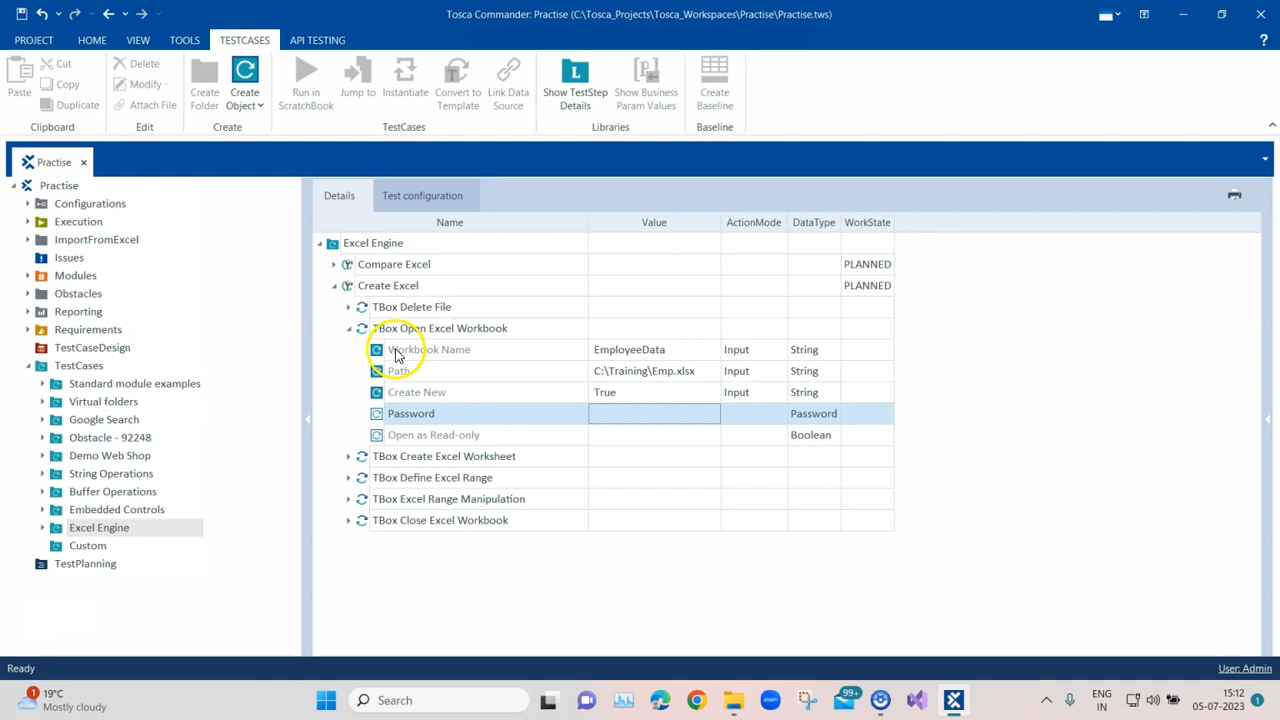 Tosca Commander: Practise (C:\Tosca_Projects\Tosca_Workspaces\Practise\Practise.tws)
PROJECT HOME VIEW TOOLS TESTCASES API TESTING
Paste
Cut
Copy
Duplicate
Clipboard
Delete
Modify
Attach File
Edit
Create Folder
Create Object
Create
Run in ScratchBook
Jump to
Instantiate
Convert to Template
Link Data Source
TestCases
Show TestStep Details
Show Business Param Values
Libraries
Create Baseline
Baseline
Practise
Practise
Configurations
Execution
ImportFromExcel
Issues
Modules
Obstacles
Reporting
Requirements
TestCaseDesign
TestCases
Standard module examples
Virtual folders
Google Search
Obstacle - 92248
Demo Web Shop
String Operations
Buffer Operations
Embedded Controls
Excel Engine
Custom
TestPlanning
Details Test configuration
Name Value ActionMode DataType WorkState
Excel Engine
Compare Excel PLANNED
Create Excel PLANNED
TBox Delete File
TBox Open Excel Workbook
Workbook Name EmployeeData Input String
Path C:\Training\Emp.xlsx Input String
Create New True Input String
Password Password
Open as Read-only Boolean
TBox Create Excel Worksheet
TBox Define Excel Range
TBox Excel Range Manipulation
TBox Close Excel Workbook
Ready User: Admin
1
19°C
Mostly cloudy
Search
99+
ENG
IN
15:12
05-07-2023
1